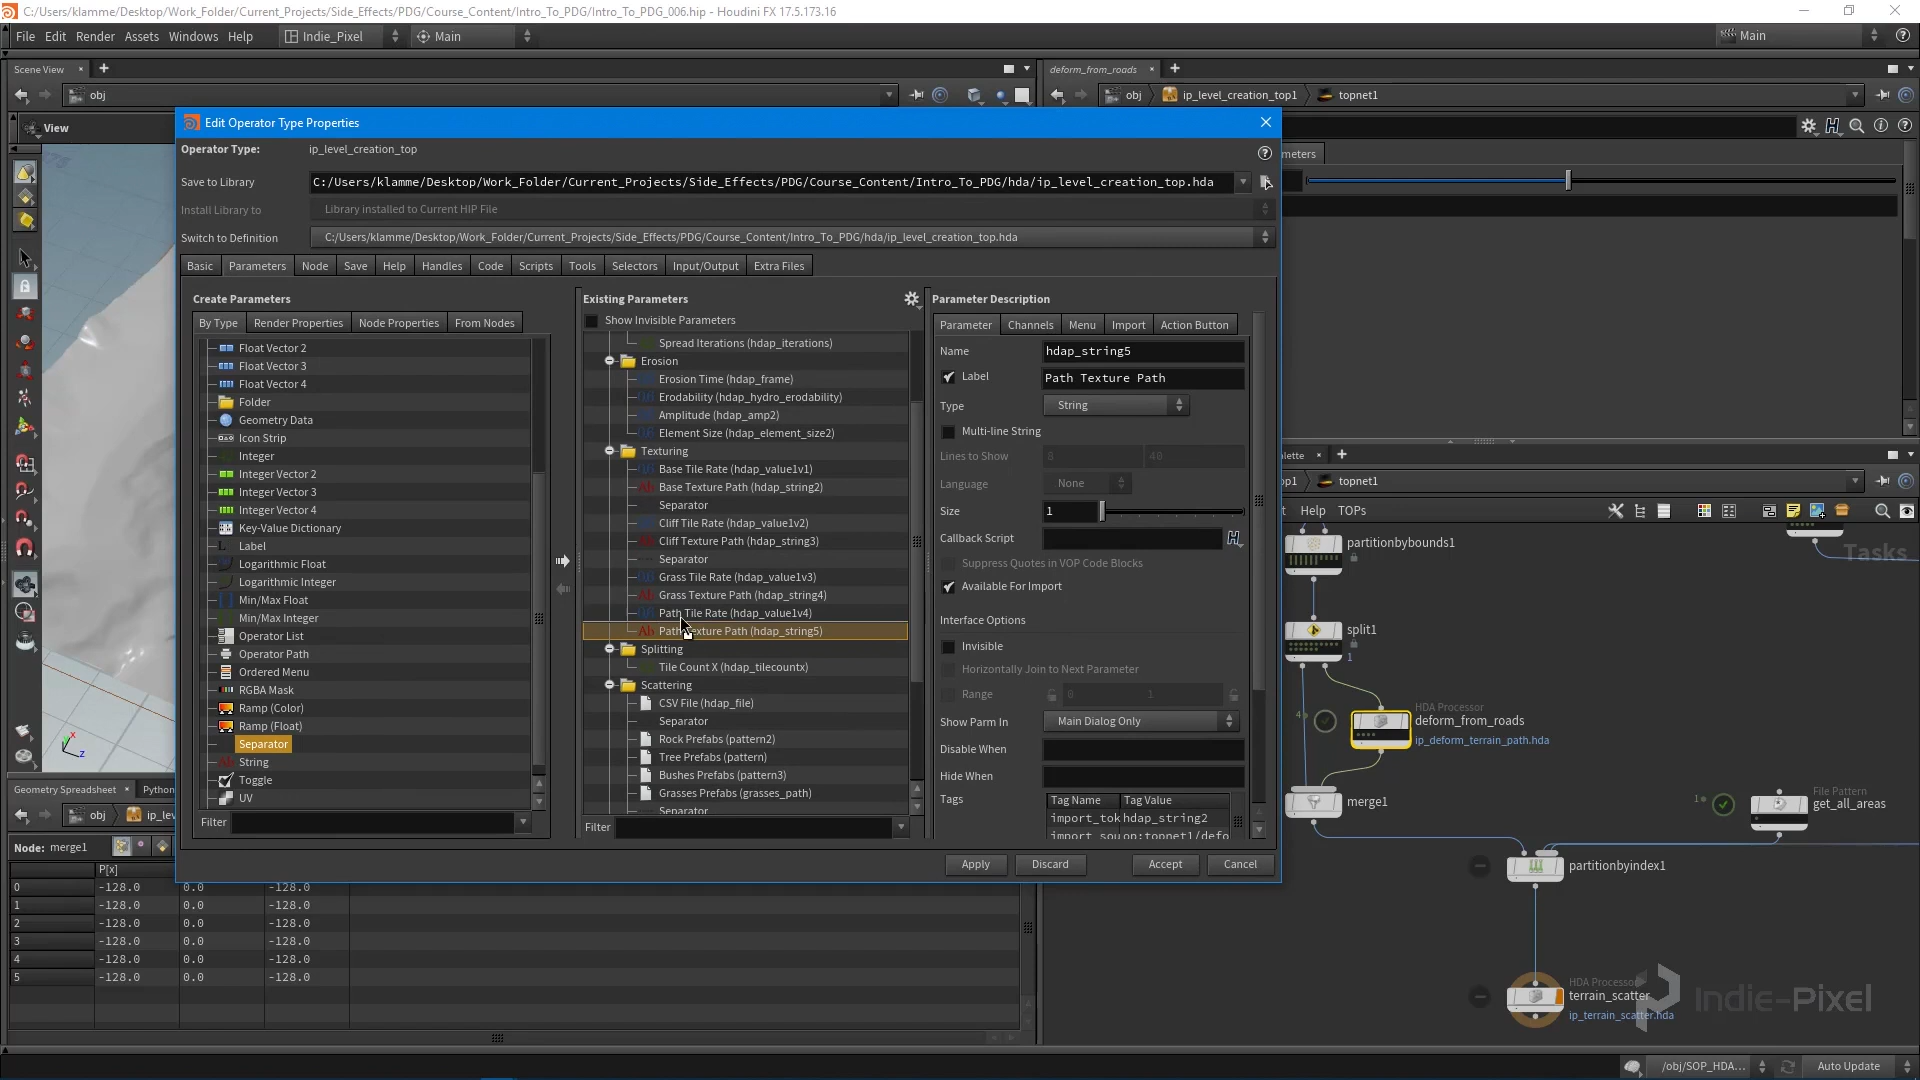 C:/Users/klamme/Desktop/Work_Folder/Current_Projects/Side_Effects/PDG/Course_Content/Intro_To_PDG/Intro_To_PDG_006.hip - Houdini FX 17.5.173.16
File Edit Render Assets Windows Help Indie_Pixel Main Main
Scene View deform_from_roads
obj obj ip_level_creation_top1 topnet1
View
Edit Operator Type Properties
Operator Type: ip_level_creation_top
Save to Library C:/Users/klamme/Desktop/Work_Folder/Current_Projects/Side_Effects/PDG/Course_Content/Intro_To_PDG/hda/ip_level_creation_top.hda
Install Library to Library installed to Current HIP File
Switch to Definition C:/Users/klamme/Desktop/Work_Folder/Current_Projects/Side_Effects/PDG/Course_Content/Intro_To_PDG/hda/ip_level_creation_top.hda
Basic Parameters Node Save Help Handles Code Scripts Tools Selectors Input/Output Extra Files
Create Parameters
By Type Render Properties Node Properties From Nodes
Float Vector 2
Float Vector 3
Float Vector 4
Folder
Geometry Data
Icon Strip
Integer
Integer Vector 2
Integer Vector 3
Integer Vector 4
Key-Value Dictionary
Label
Logarithmic Float
Logarithmic Integer
Min/Max Float
Min/Max Integer
Operator List
Operator Path
Ordered Menu
RGBA Mask
Ramp (Color)
Ramp (Float)
Separator
String
Toggle
UV
Filter
Existing Parameters
Show Invisible Parameters
Spread Iterations (hdap_iterations)
Erosion
Erosion Time (hdap_frame)
Erodability (hdap_hydro_erodability)
Amplitude (hdap_amp2)
Element Size (hdap_element_size2)
Texturing
Base Tile Rate (hdap_value1v1)
Base Texture Path (hdap_string2)
Separator
Cliff Tile Rate (hdap_value1v2)
Cliff Texture Path (hdap_string3)
Separator
Grass Tile Rate (hdap_value1v3)
Grass Texture Path (hdap_string4)
Path Tile Rate (hdap_value1v4)
Path Texture Path (hdap_string5)
Splitting
Tile Count X (hdap_tilecountx)
Scattering
CSV File (hdap_file)
Separator
Rock Prefabs (pattern2)
Tree Prefabs (pattern)
Bushes Prefabs (pattern3)
Grasses Prefabs (grasses_path)
Separator
Filter
Parameter Description
Parameter Channels Menu Import Action Button
Name hdap_string5
Label Path Texture Path
Type String
Multi-line String
Lines to Show 8 40
Language None
Size 1
Callback Script
Suppress Quotes in VOP Code Blocks
Available For Import
Interface Options
Invisible
Horizontally Join to Next Parameter
Range 0 1
Show Parm In Main Dialog Only
Disable When
Hide When
Tags Tag Name Tag Value
import_tok hdap_string2
import_sou op:topnet1/defo
Apply Discard Accept Cancel
meters
topnet1
Help TOPs
Tasks
partitionbybounds1
split1
1
HDA Processor
deform_from_roads
ip_deform_terrain_path.hda
4
merge1
1
File Pattern
get_all_areas
partitionbyindex1
HDA Processor
terrain_scatter
ip_terrain_scatter.hda
Indie-Pixel
Geometry Spreadsheet Python
obj
Node: merge1
P[x]
0 -128.0 0.0 -128.0
1 -128.0 0.0 -128.0
2 -128.0 0.0 -128.0
3 -128.0 0.0 -128.0
4 -128.0 0.0 -128.0
5 -128.0 0.0 -128.0
/obj/SOP_HDA... Auto Update